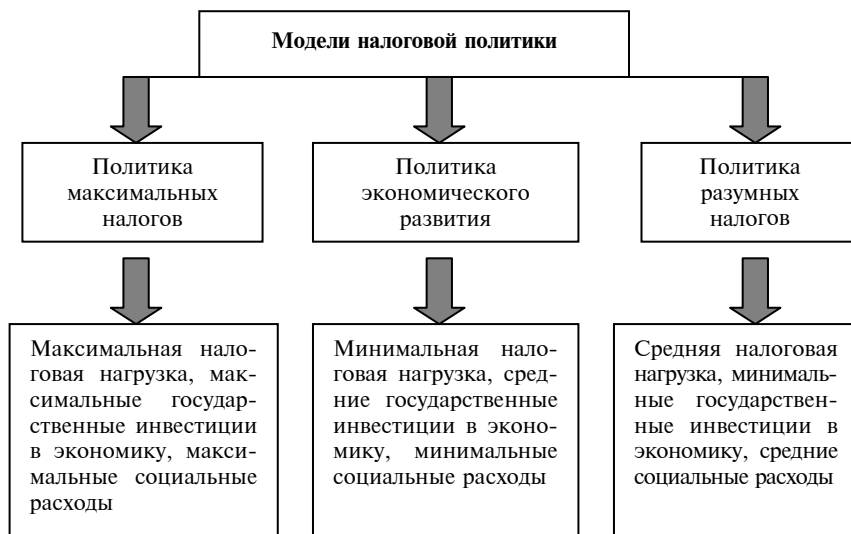 Модели налоговой политики
Политика
максимальных
налогов
Политика
экономического
развития
Политика
разумных
налогов
Максимальная нало-
говая нагрузка, мак-
симальные государ-
ственные инвестиции
в экономику, макси-
мальные социальные
расходы
Минимальная нало-
говая нагрузка, сред-
ние государственные
инвестиции в эконо-
мику, минимальные
социальные расходы
Средняя налоговая
нагрузка, минималь-
ные государствен-
ные инвестиции в
экономику, средние
социальные расходы